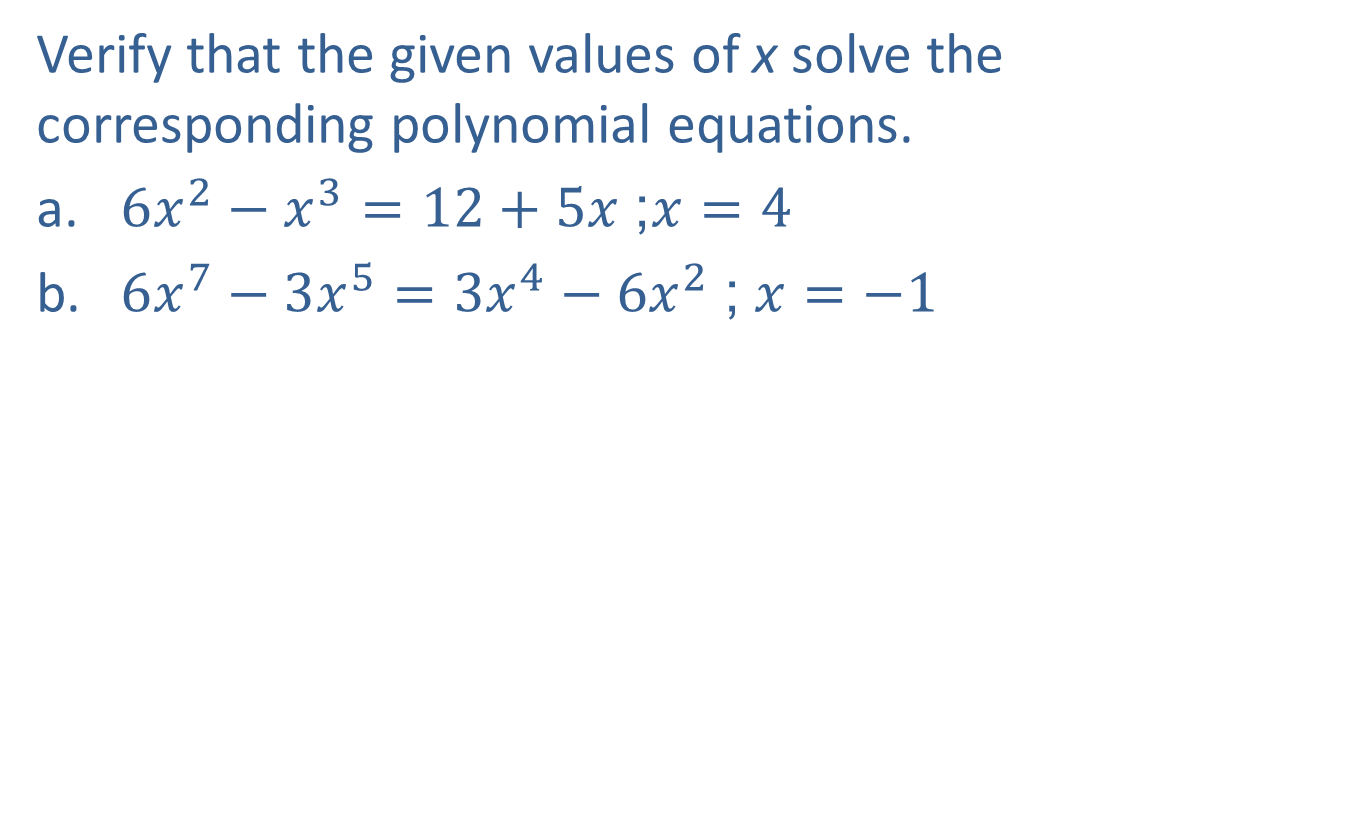 Verify that the given values of x solve the
corresponding polynomial equations.
a. 6x² − x³ = 12 + 5x ;x = 4
b. 6x⁷ − 3x⁵ = 3x⁴ − 6x² ; x = −1